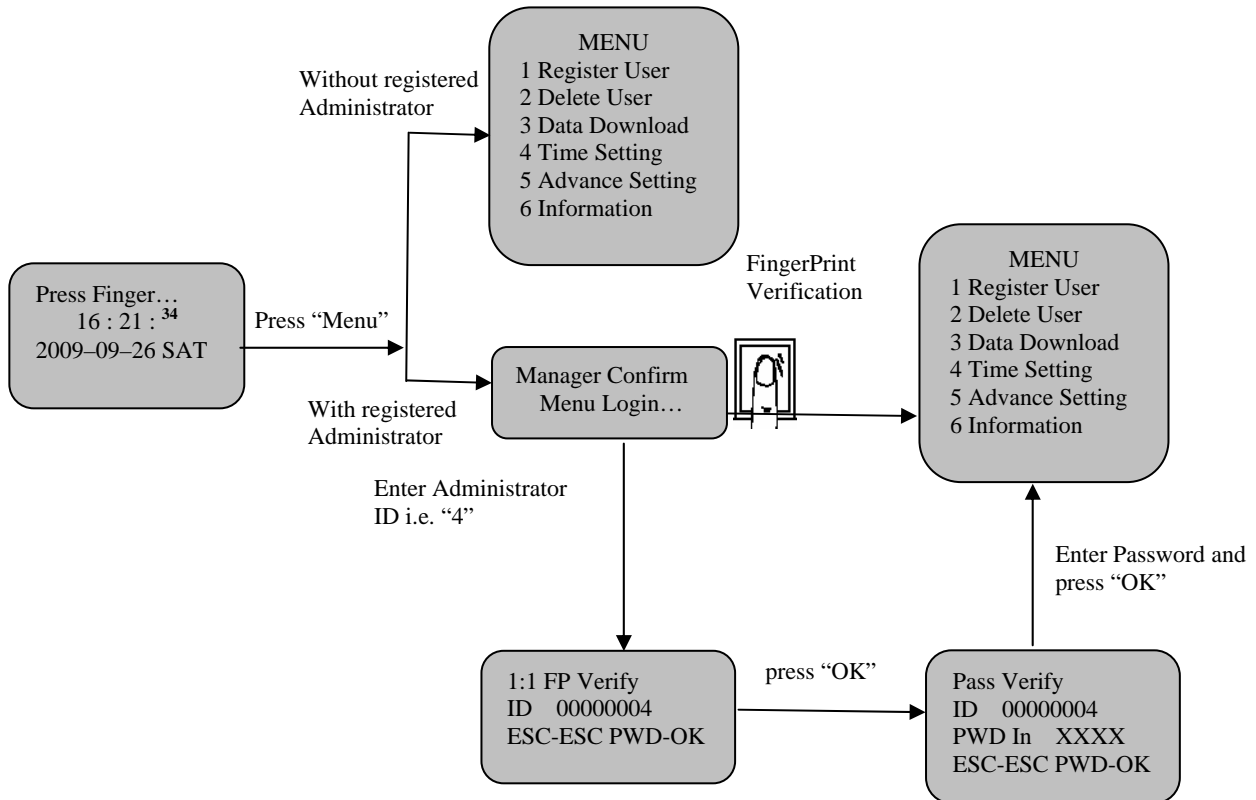 MENU
1 Register User
2 Delete User
3 Data Download
4 Time Setting
5 Advance Setting
6 Information
Without registered
Administrator
Press Finger…
16 : 21 : 34
2009–09–26 SAT
Press “Menu”
With registered
Administrator
Manager Confirm
Menu Login…
FingerPrint
Verification
MENU
1 Register User
2 Delete User
3 Data Download
4 Time Setting
5 Advance Setting
6 Information
Enter Administrator
ID i.e. “4”
1:1 FP Verify
ID 00000004
ESC-ESC PWD-OK
press “OK”
Pass Verify
ID 00000004
PWD In XXXX
ESC-ESC PWD-OK
Enter Password and
press “OK”